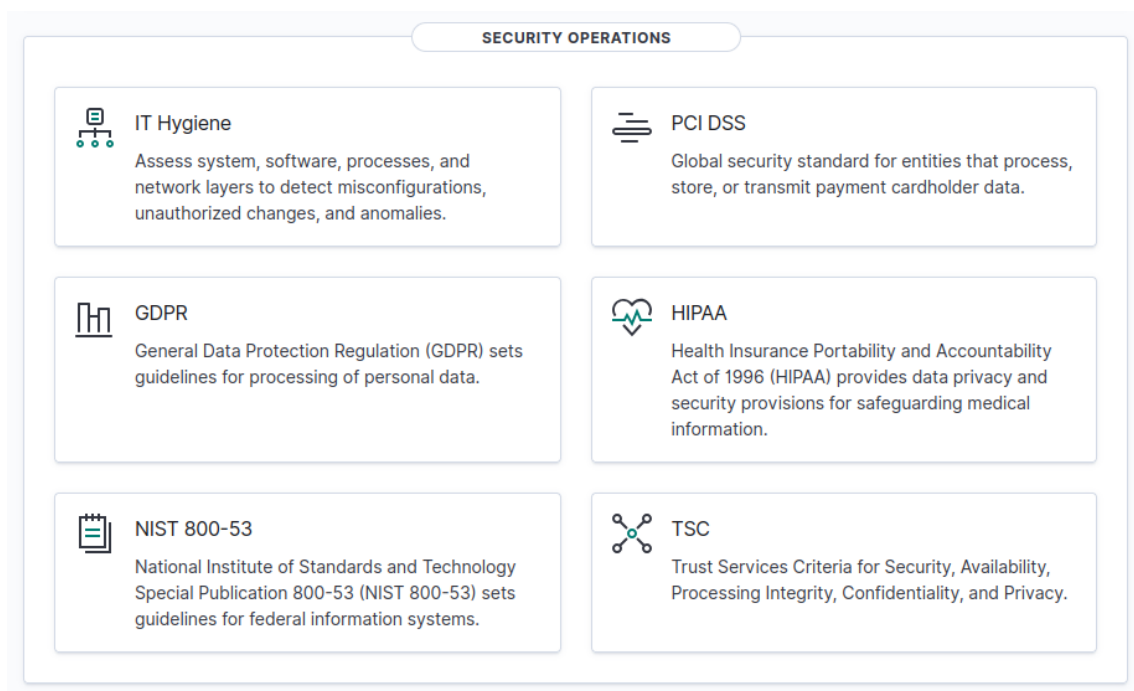 SECURITY OPERATIONS
IT Hygiene
Assess system, software, processes, and
network layers to detect misconfigurations,
unauthorized changes, and anomalies.
PCI DSS
Global security standard for entities that process,
store, or transmit payment cardholder data.
GDPR
General Data Protection Regulation (GDPR) sets
guidelines for processing of personal data.
HIPAA
Health Insurance Portability and Accountability
Act of 1996 (HIPAA) provides data privacy and
security provisions for safeguarding medical
information.
NIST 800-53
National Institute of Standards and Technology
Special Publication 800-53 (NIST 800-53) sets
guidelines for federal information systems.
TSC
Trust Services Criteria for Security, Availability,
Processing Integrity, Confidentiality, and Privacy.